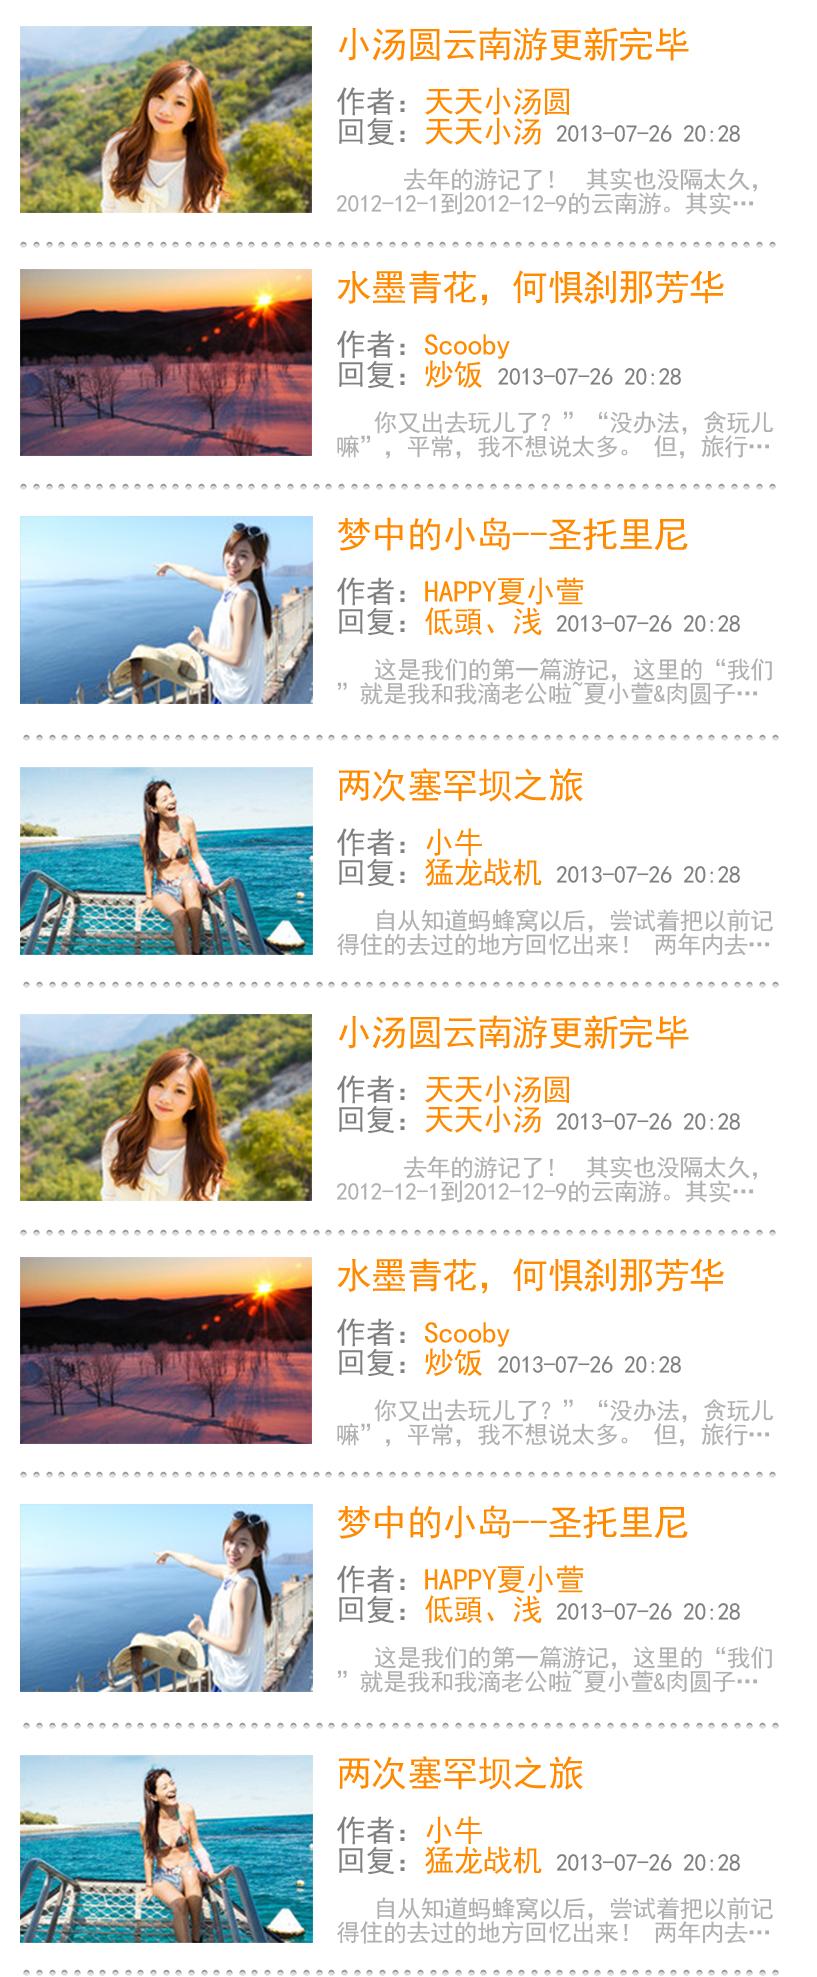 小汤圆云南游更新完毕
作者：天天小汤圆
回复：天天小汤 2013-07-26 20:28
去年的游记了！ 其实也没隔太久，
2012-12-1到2012-12-9的云南游。其实…
水墨青花，何惧刹那芳华
作者：Scooby
回复：炒饭 2013-07-26 20:28
你又出去玩儿了？”“没办法，贪玩儿
嘛”，平常，我不想说太多。 但，旅行…
梦中的小岛--圣托里尼
作者：HAPPY夏小萱
回复：低頭、浅 2013-07-26 20:28
这是我们的第一篇游记，这里的“我们
”就是我和我滴老公啦~夏小萱&肉圆子…
两次塞罕坝之旅
作者：小牛
回复：猛龙战机 2013-07-26 20:28
自从知道蚂蜂窝以后，尝试着把以前记
得住的去过的地方回忆出来！ 两年内去…
小汤圆云南游更新完毕
作者：天天小汤圆
回复：天天小汤 2013-07-26 20:28
去年的游记了！ 其实也没隔太久，
2012-12-1到2012-12-9的云南游。其实…
水墨青花，何惧刹那芳华
作者：Scooby
回复：炒饭 2013-07-26 20:28
你又出去玩儿了？”“没办法，贪玩儿
嘛”，平常，我不想说太多。 但，旅行…
梦中的小岛--圣托里尼
作者：HAPPY夏小萱
回复：低頭、浅 2013-07-26 20:28
这是我们的第一篇游记，这里的“我们
”就是我和我滴老公啦~夏小萱&肉圆子…
两次塞罕坝之旅
作者：小牛
回复：猛龙战机 2013-07-26 20:28
自从知道蚂蜂窝以后，尝试着把以前记
得住的去过的地方回忆出来！ 两年内去…